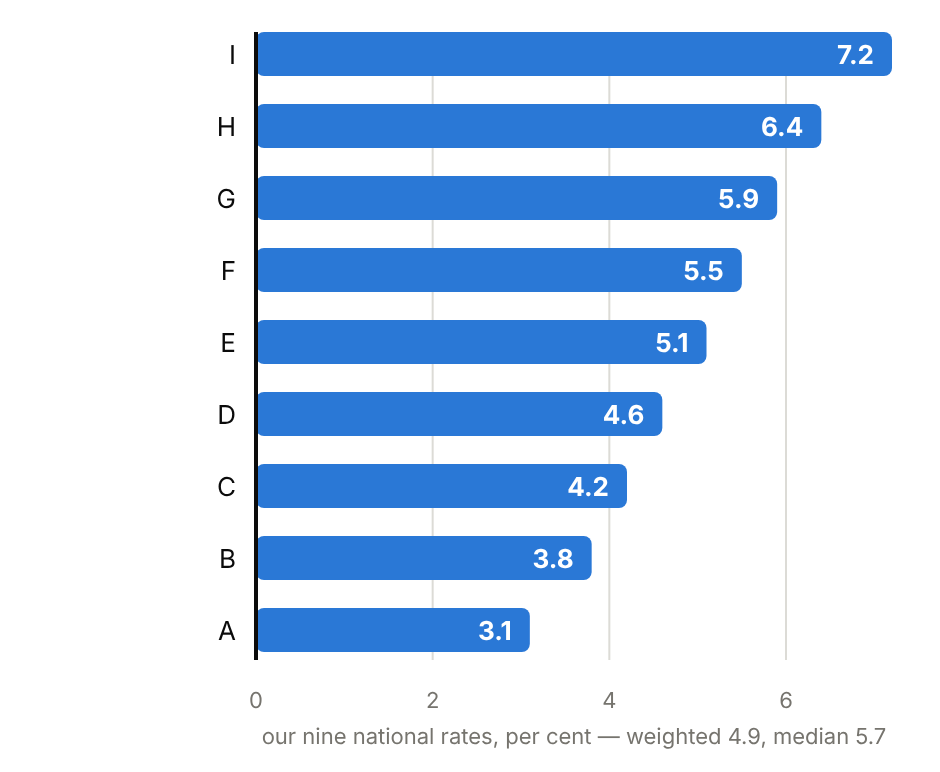 I 7.2
H 6.4
G 5.9
F 5.5
E 5.1
D 4.6
C 4.2
B 3.8
A 3.1
0 2 4 6
our nine national rates, per cent — weighted 4.9, median 5.7